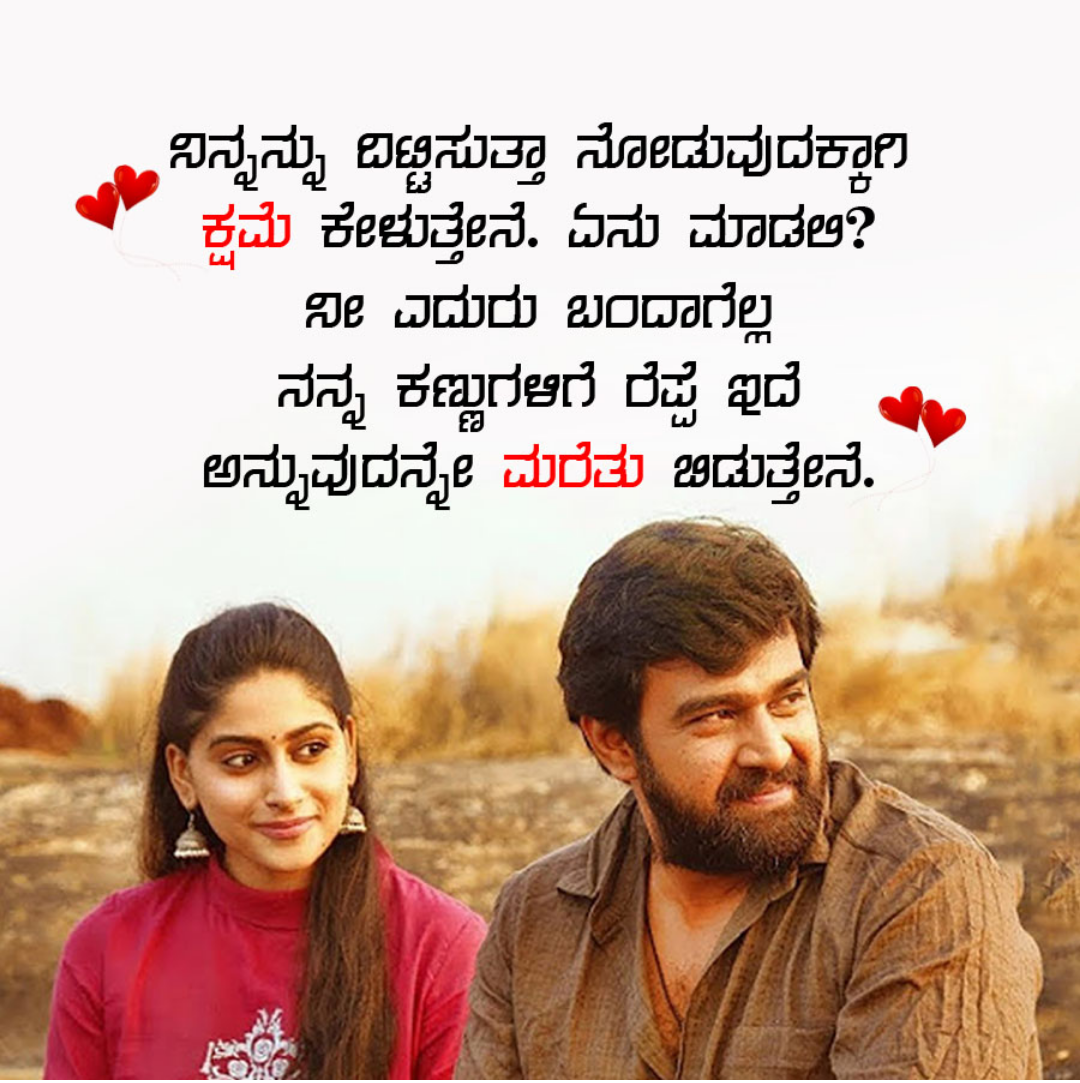 ನಿನ್ನನ್ನು ದಿಟ್ಟಿಸುತ್ತಾ ನೋಡುವುದಕ್ಕಾಗಿ
ಕ್ಷಮೆ ಕೇಳುತ್ತೇನೆ. ಏನು ಮಾಡಲಿ?
ನೀ ಎದುರು ಬಂದಾಗೆಲ್ಲ
ನನ್ನ ಕಣ್ಣುಗಳಿಗೆ ರೆಪ್ಪೆ ಇದೆ
ಅನ್ನುವುದನ್ನೇ ಮರೆತು ಬಿಡುತ್ತೇನೆ.